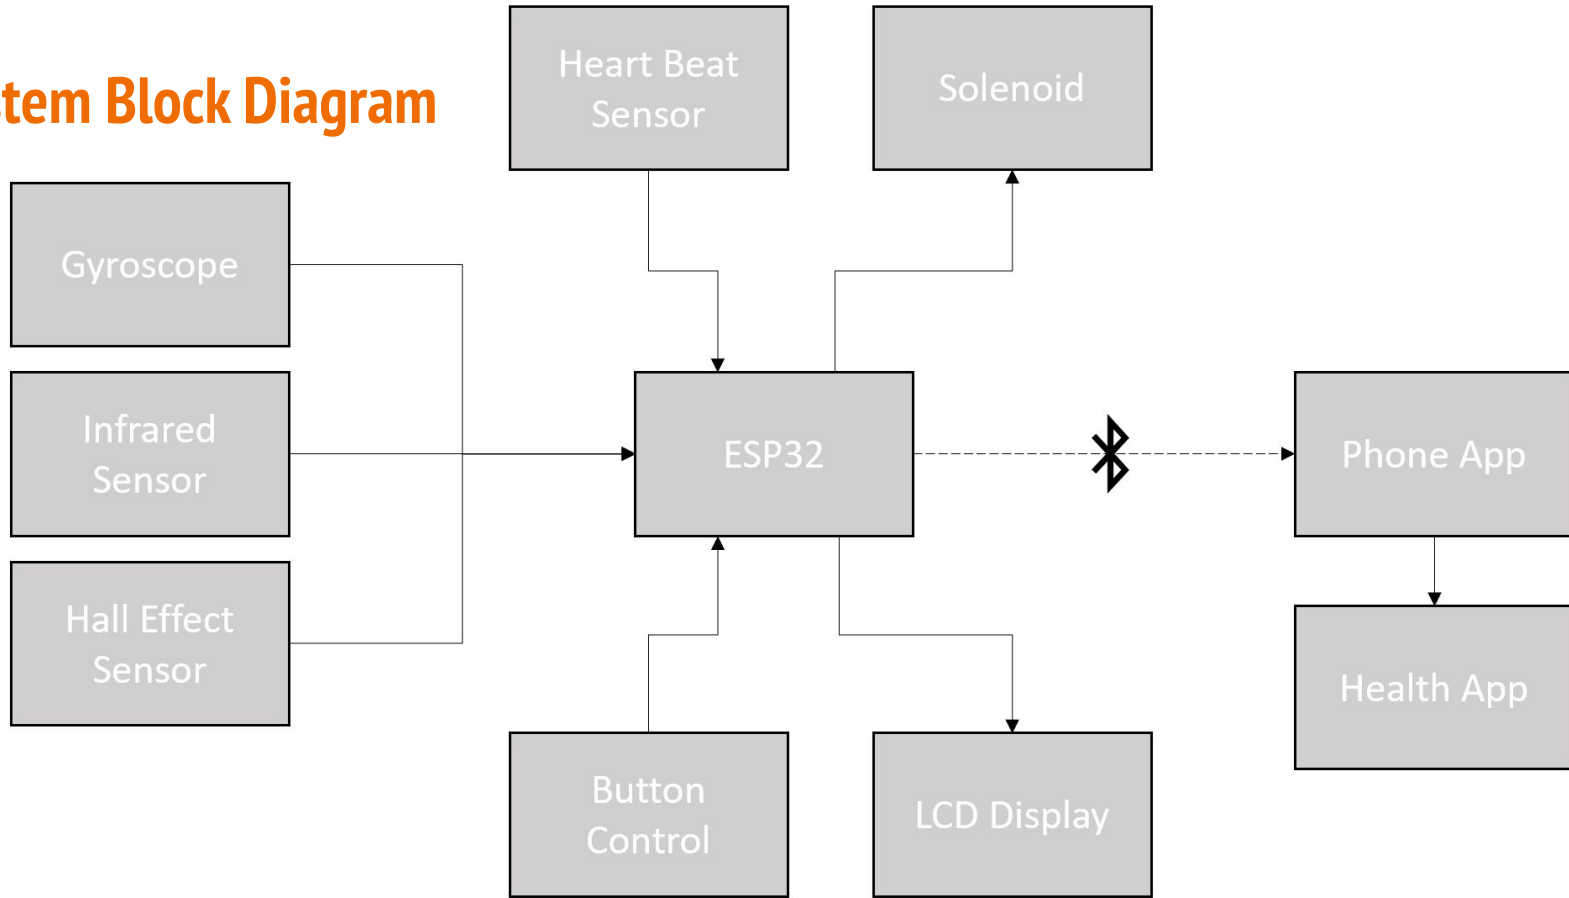 stem Block Diagram
Heart Beat
Sensor
Solenoid
Gyroscope
Infrared
Sensor
ESP32
Phone App
Hall Effect
Sensor
Health App
Button
Control
LCD Display